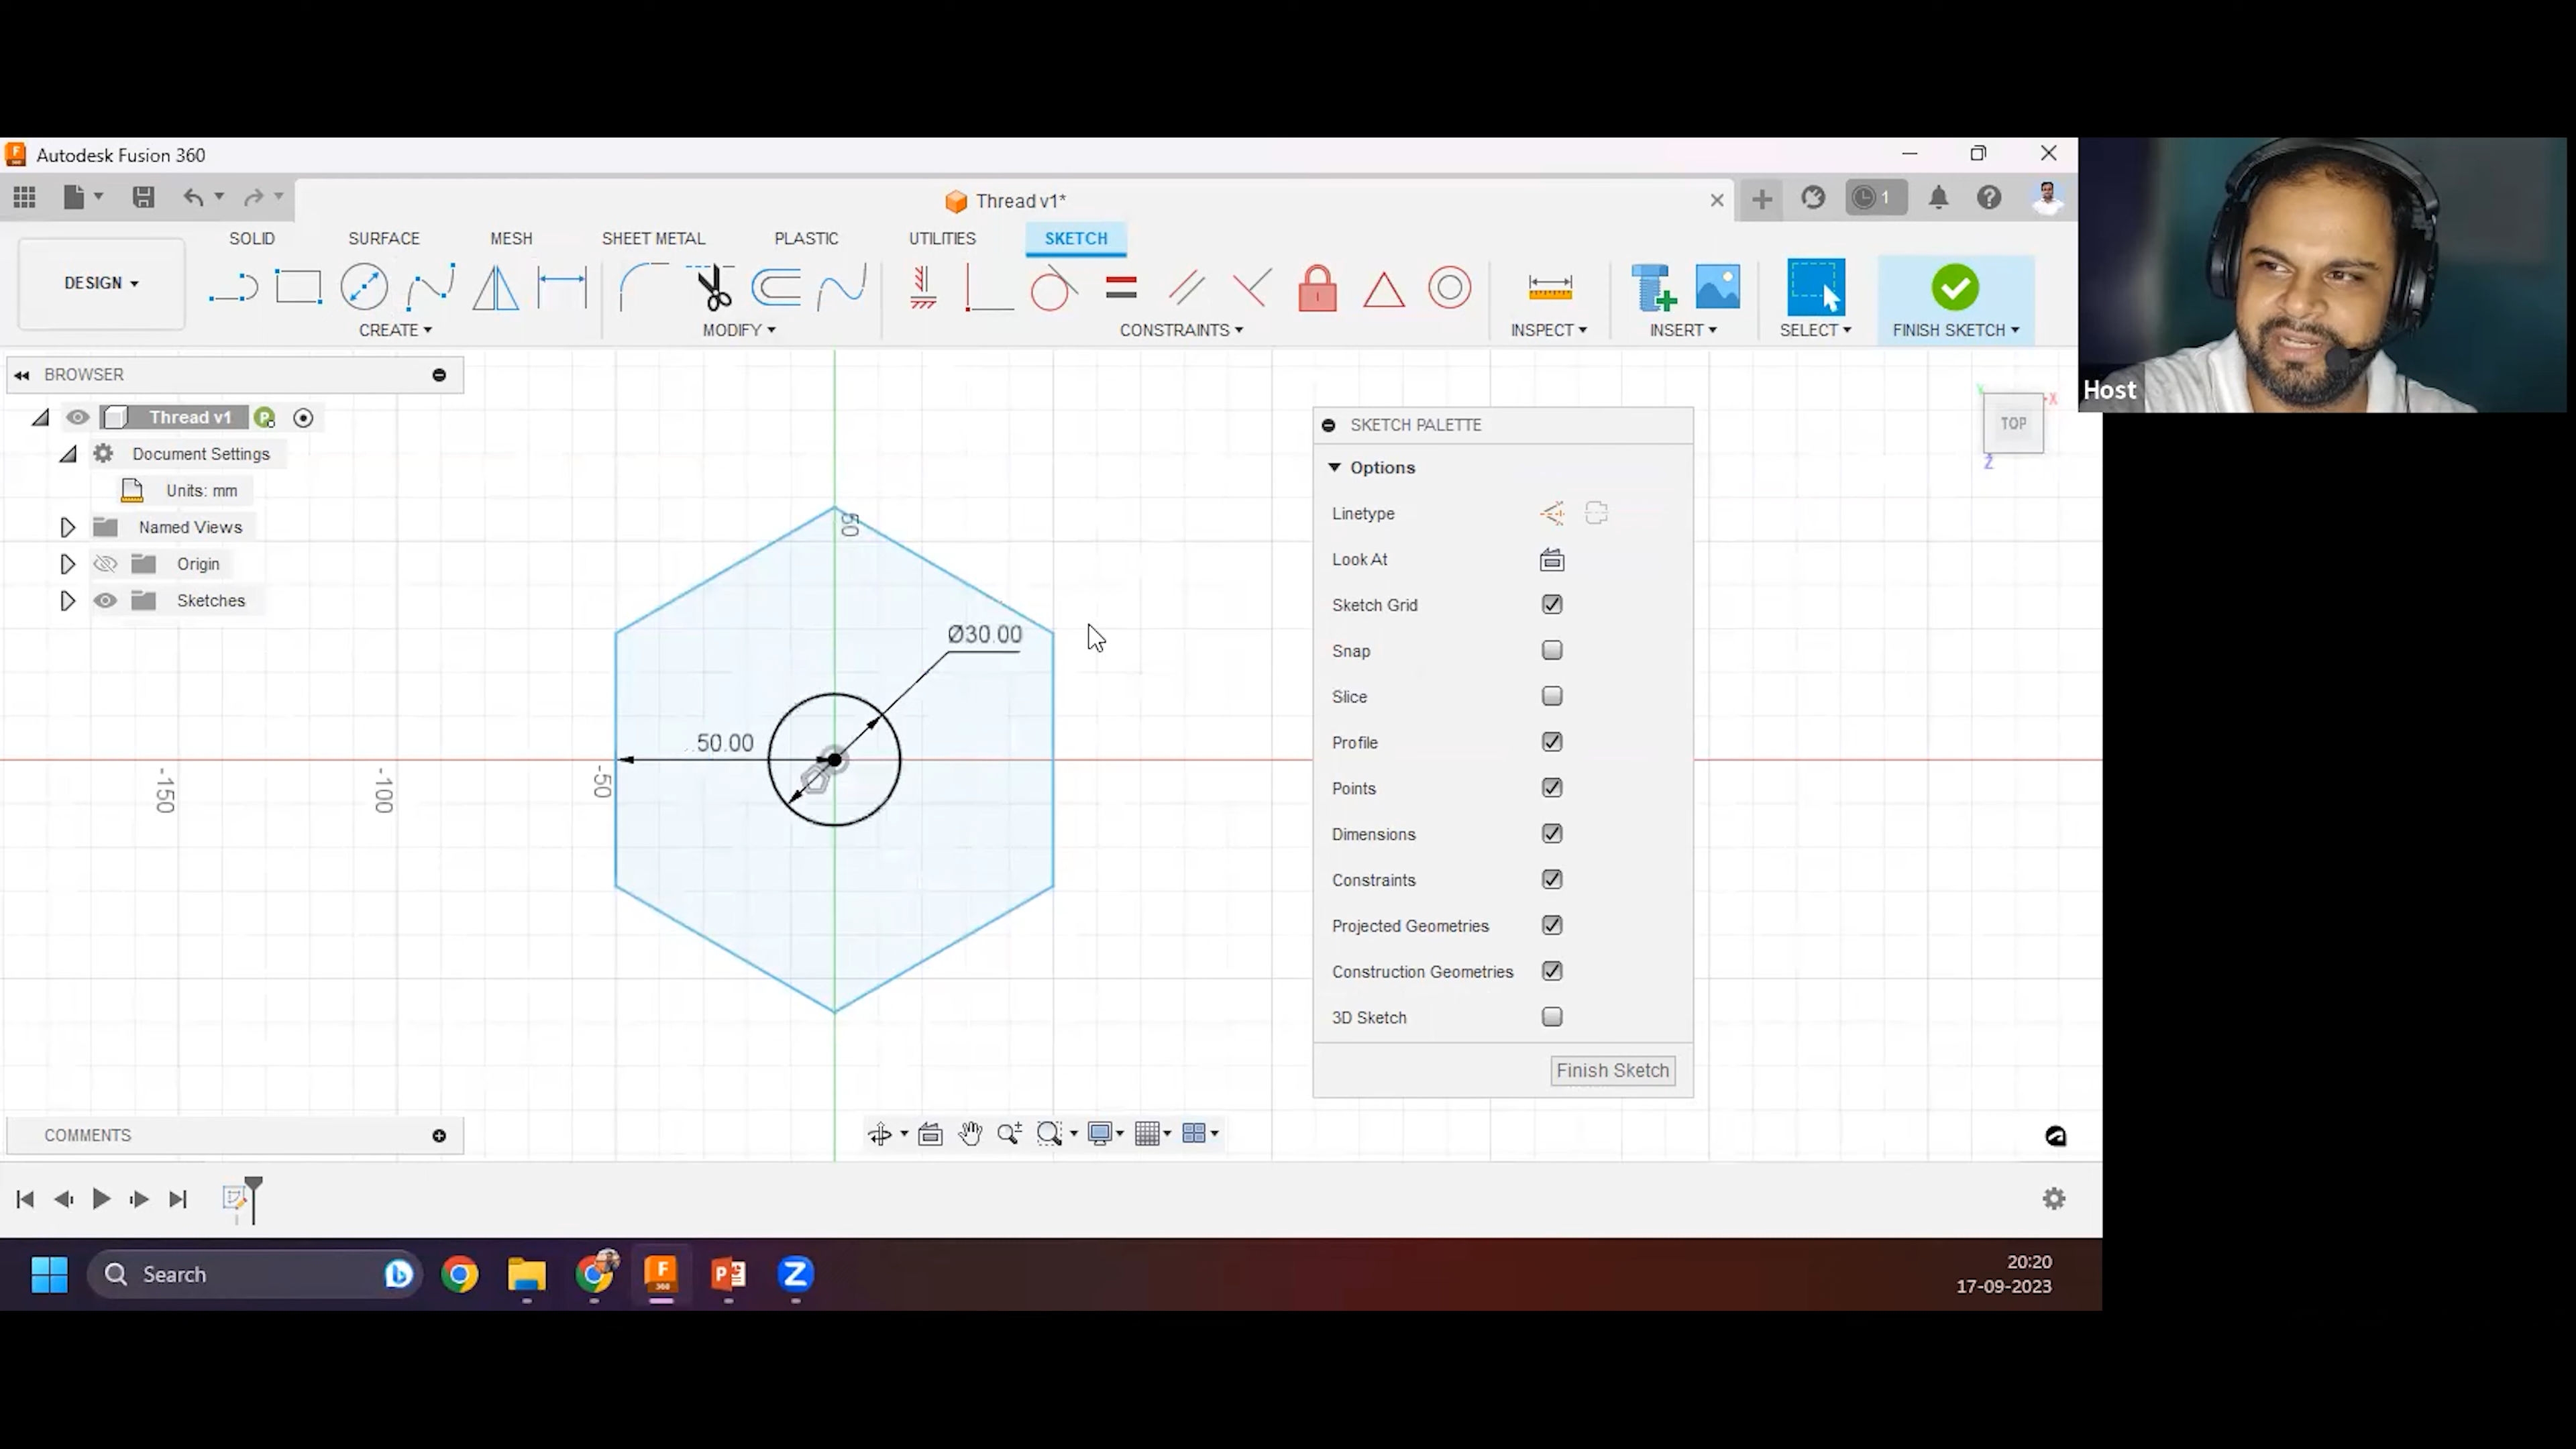 Autodesk Fusion 360
Thread v1*
1
SOLID SURFACE MESH SHEET METAL PLASTIC UTILITIES SKETCH
DESIGN
CREATE MODIFY CONSTRAINTS INSPECT INSERT SELECT FINISH SKETCH
Host
BROWSER
Thread v1
Document Settings
Units: mm
Named Views
Origin
Sketches
TOP
X
Z
50
Ø30.00
50.00
-150
-100
-50
SKETCH PALETTE
Options
Linetype
Look At
Sketch Grid
Snap
Slice
Profile
Points
Dimensions
Constraints
Projected Geometries
Construction Geometries
3D Sketch
Finish Sketch
COMMENTS
Search
20:20
17-09-2023